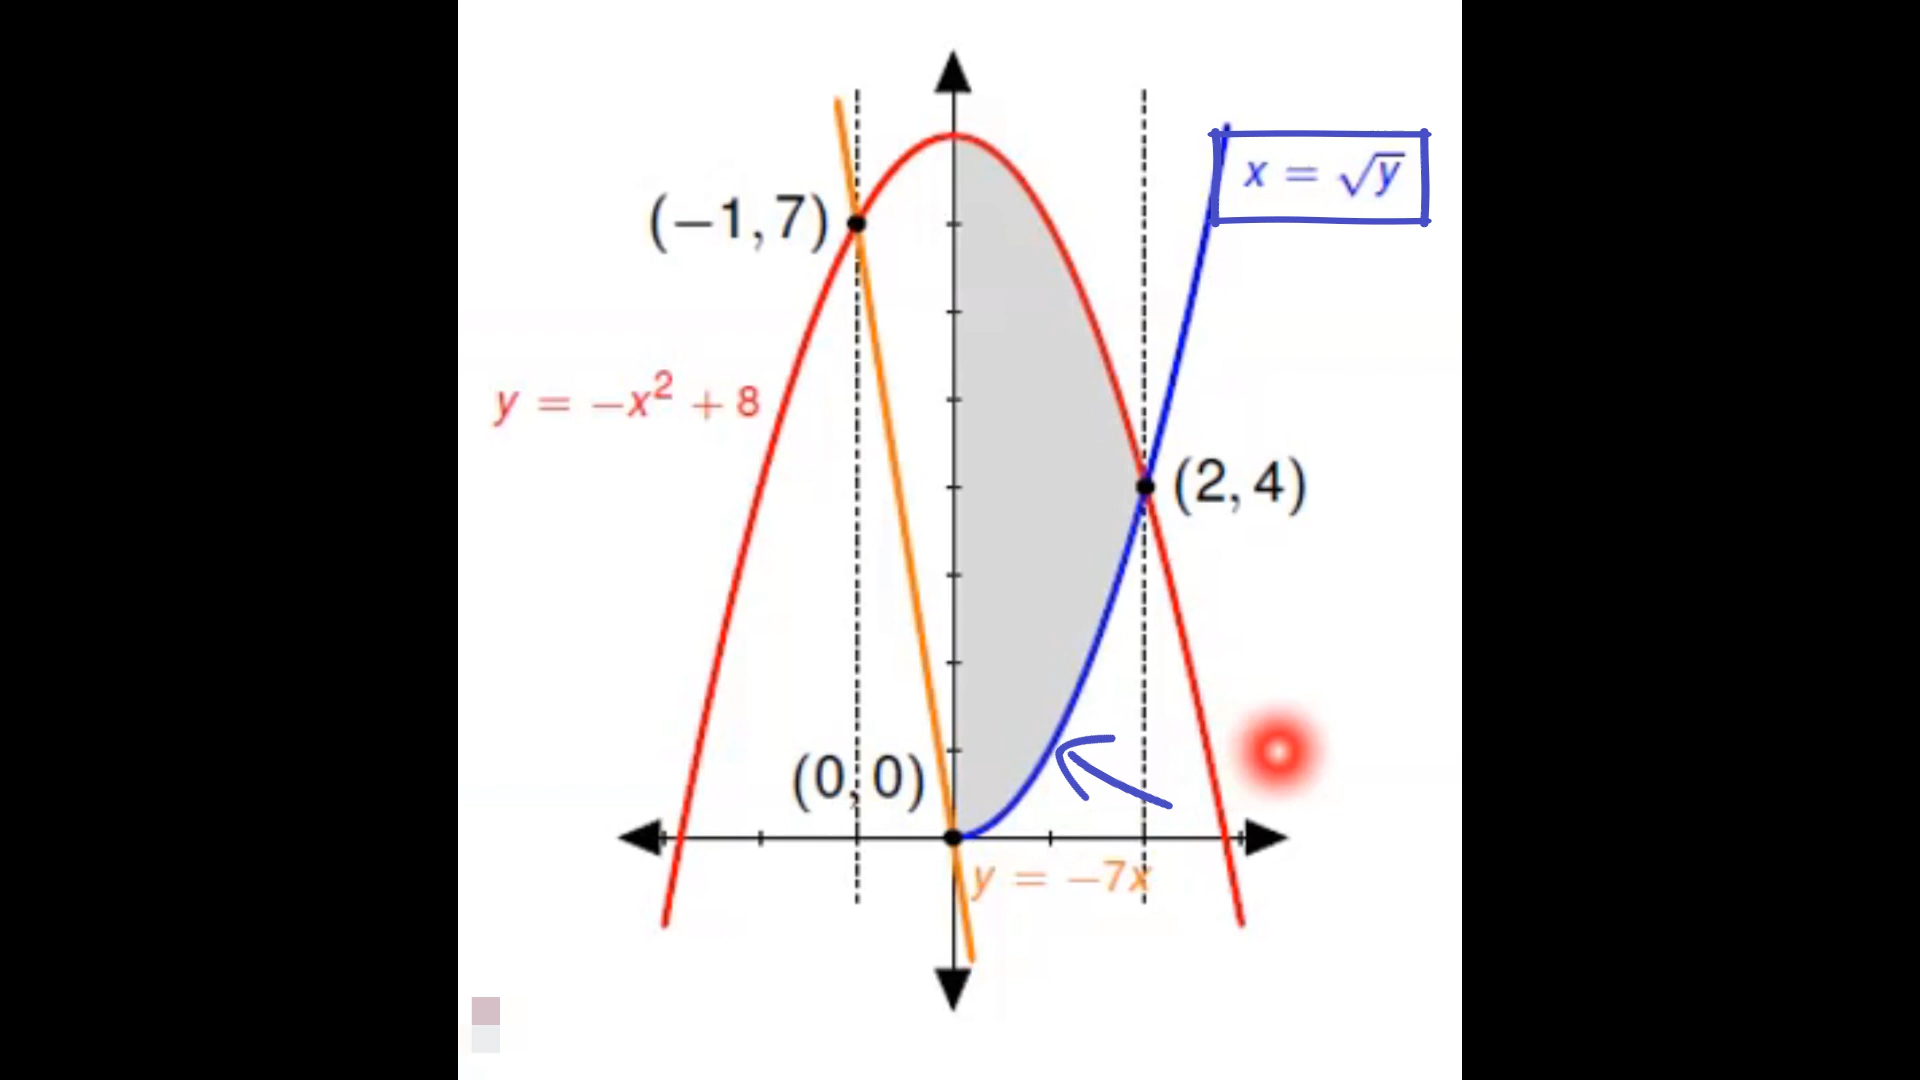 x = √y
(−1, 7)
y = −x² + 8
(2, 4)
(0, 0)
y = −7x